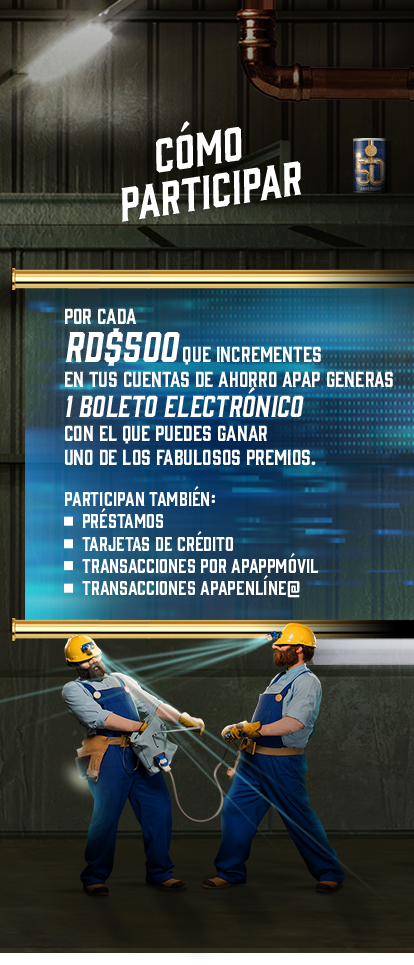 CÓMO
PARTICIPAR
50
POR CADA
RD$500 QUE INCREMENTES
EN TUS CUENTAS DE AHORRO APAP GENERAS
1 BOLETO ELECTRÓNICO
CON EL QUE PUEDES GANAR
UNO DE LOS FABULOSOS PREMIOS.
PARTICIPAN TAMBIÉN:
PRÉSTAMOS
TARJETAS DE CRÉDITO
TRANSACCIONES POR APAPPMÓVIL
TRANSACCIONES APAPENLÍNE@